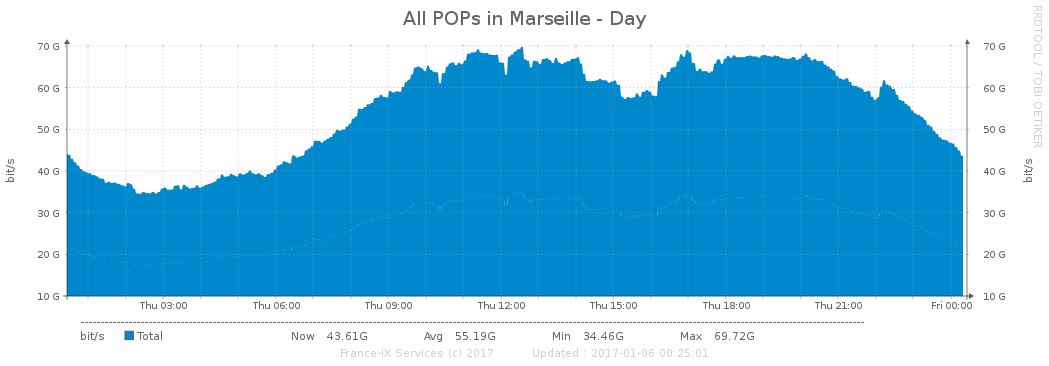 All POPs in Marseille - Day
RRDTOOL / TOBI OETIKER
70 G 70 G
60 G 60 G
50 G 50 G
40 G 40 G
30 G 30 G
20 G 20 G
10 G 10 G
bit/s
bit/s
Thu 03:00 Thu 06:00 Thu 09:00 Thu 12:00 Thu 15:00 Thu 18:00 Thu 21:00 Fri 00:00
bit/s Total Now 43.61G Avg 55.19G Min 34.46G Max 69.72G
France-IX Services (c) 2017 Updated : 2017-01-06 00:25:01